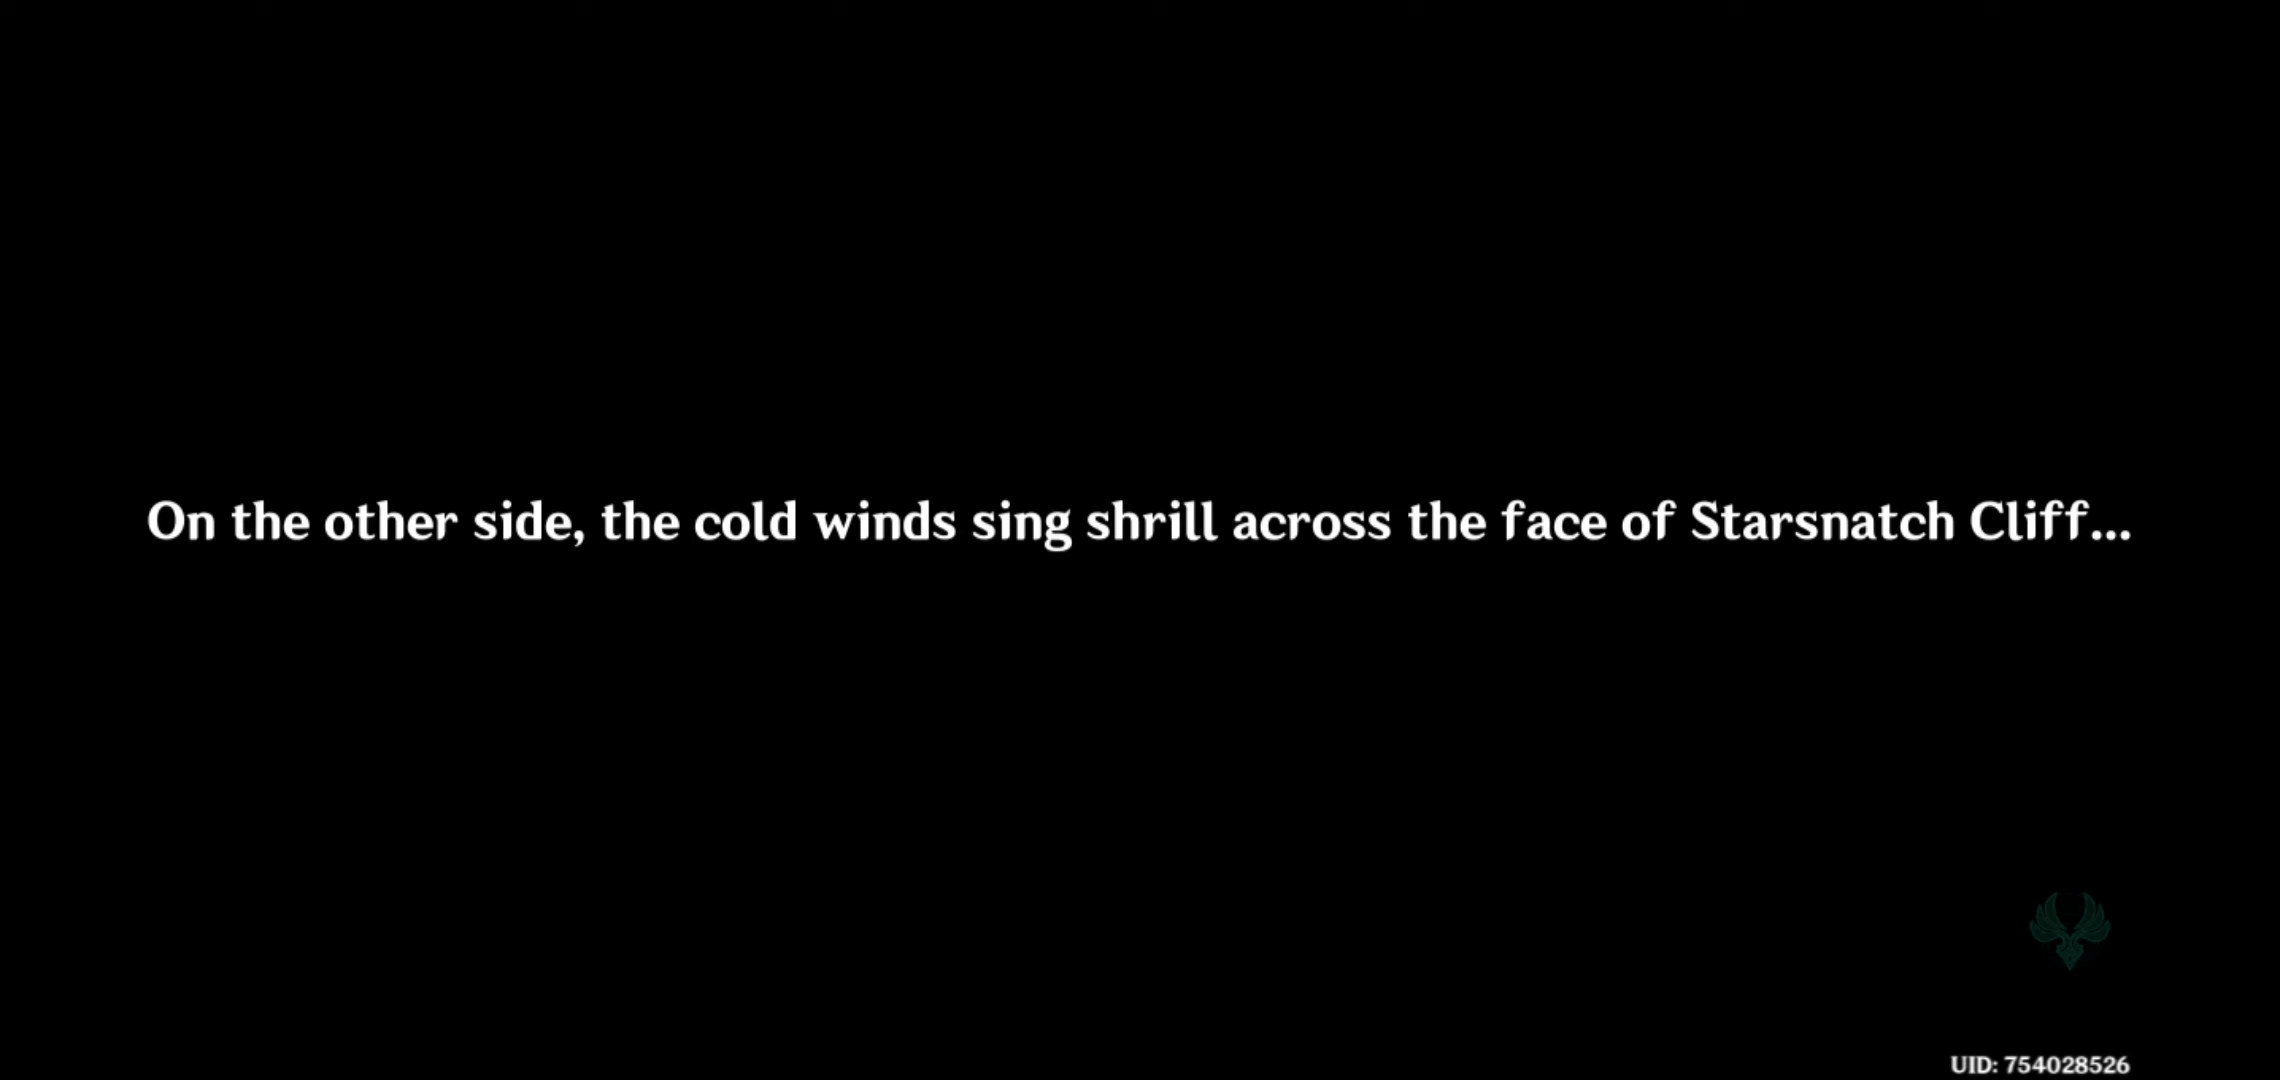 On the other side, the cold winds sing shrill across the face of Starsnatch Cliff...
UID: 754028526